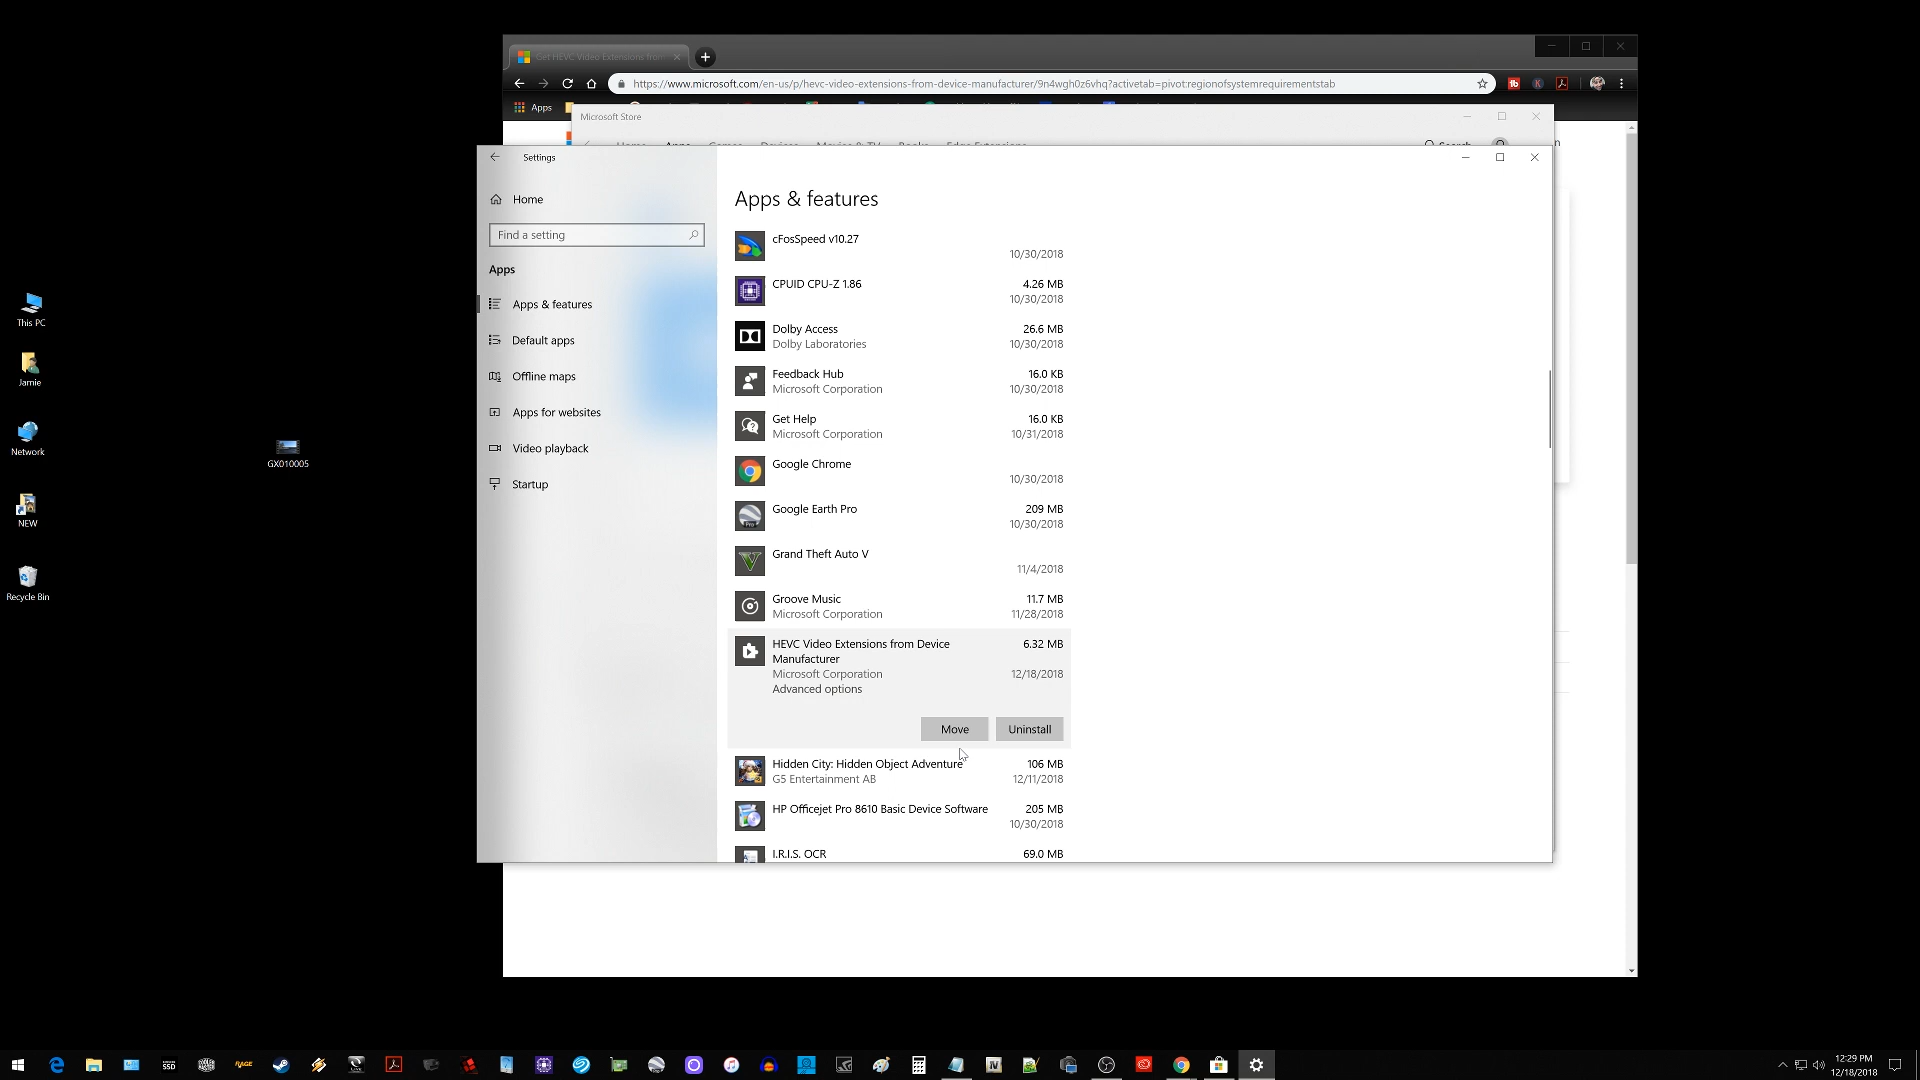 Get HEVC Video Extensions from
https://www.microsoft.com/en-us/p/hevc-video-extensions-from-device-manufacturer/9n4wgh0z6vhq?activetab=pivot:regionofsystemrequirementstab
Apps
Microsoft Store
Settings
Home
Find a setting
Apps
Apps & features
Default apps
Offline maps
Apps for websites
Video playback
Startup
Apps & features
cFosSpeed v10.27
10/30/2018
CPUID CPU-Z 1.86
4.26 MB
10/30/2018
Dolby Access
26.6 MB
Dolby Laboratories
10/30/2018
Feedback Hub
16.0 KB
Microsoft Corporation
10/30/2018
Get Help
16.0 KB
Microsoft Corporation
10/31/2018
Google Chrome
10/30/2018
Google Earth Pro
209 MB
10/30/2018
Grand Theft Auto V
11/4/2018
Groove Music
11.7 MB
Microsoft Corporation
11/28/2018
HEVC Video Extensions from Device
6.32 MB
Manufacturer
Microsoft Corporation
12/18/2018
Advanced options
Move
Uninstall
Hidden City: Hidden Object Adventure
106 MB
G5 Entertainment AB
12/11/2018
HP Officejet Pro 8610 Basic Device Software
205 MB
10/30/2018
I.R.I.S. OCR
69.0 MB
This PC
Jamie
Network
GX010005
NEW
Recycle Bin
12:29 PM
12/18/2018